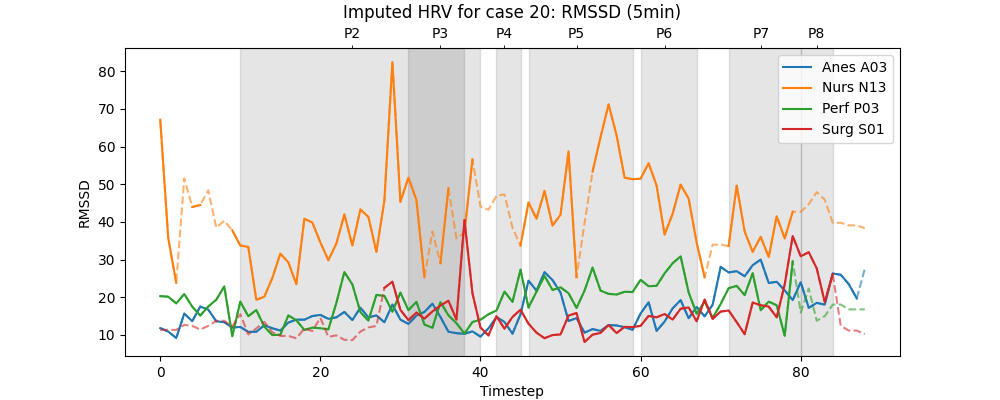 Imputed HRV for case 20: RMSSD (5min)
P2 P3 P4 P5 P6 P7 P8
Anes A03
Nurs N13
Perf P03
Surg S01
RMSSD
80
70
60
50
40
30
20
10
0 20 40 60 80
Timestep